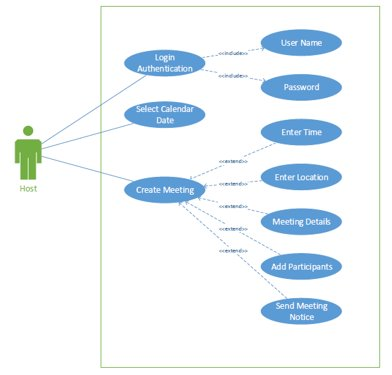 User Name
Login
Authentication
<<include>>
<<include>>
Password
Select Calendar
Date
Enter Time
Host
Create Meeting
<<extend>>
Enter Location
<<extend>>
<<extend>>
Meeting Details
<<extend>>
<<extend>>
Add Participants
Send Meeting
Notice